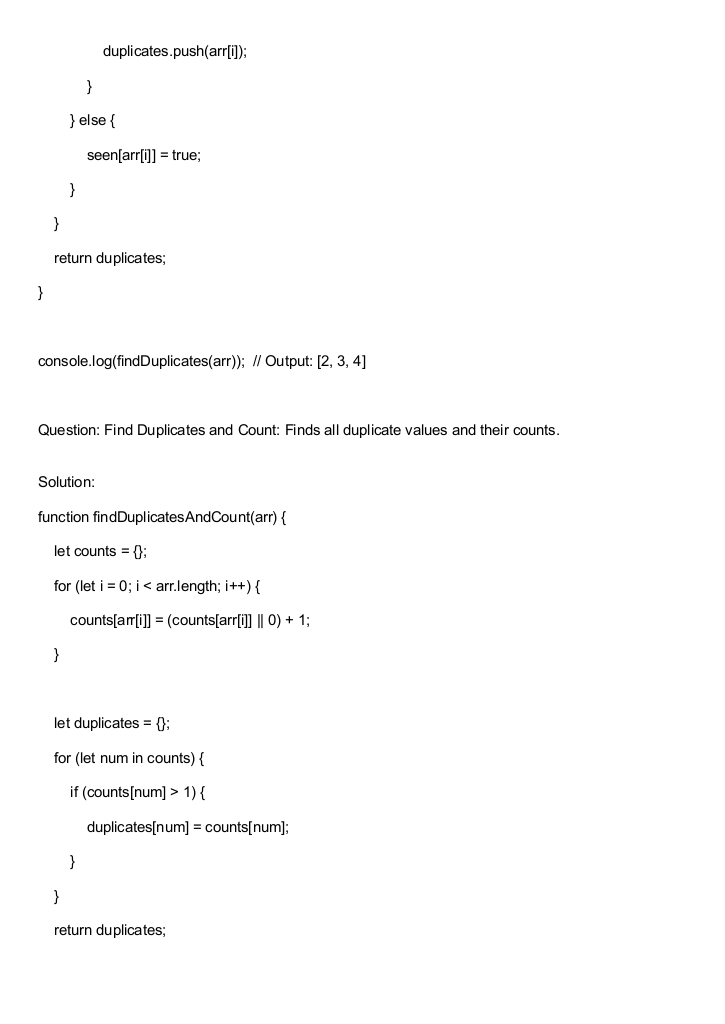 duplicates.push(arr[i]);
}
} else {
seen[arr[i]] = true;
}
}
return duplicates;
}
console.log(findDuplicates(arr));  // Output: [2, 3, 4]
Question: Find Duplicates and Count: Finds all duplicate values and their counts.
Solution:
function findDuplicatesAndCount(arr) {
let counts = {};
for (let i = 0; i < arr.length; i++) {
counts[arr[i]] = (counts[arr[i]] || 0) + 1;
}
let duplicates = {};
for (let num in counts) {
if (counts[num] > 1) {
duplicates[num] = counts[num];
}
}
return duplicates;